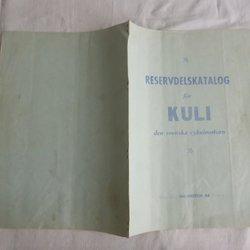 RESERVDELSKATALOG
för
KULI
den svenska cykelmotorn